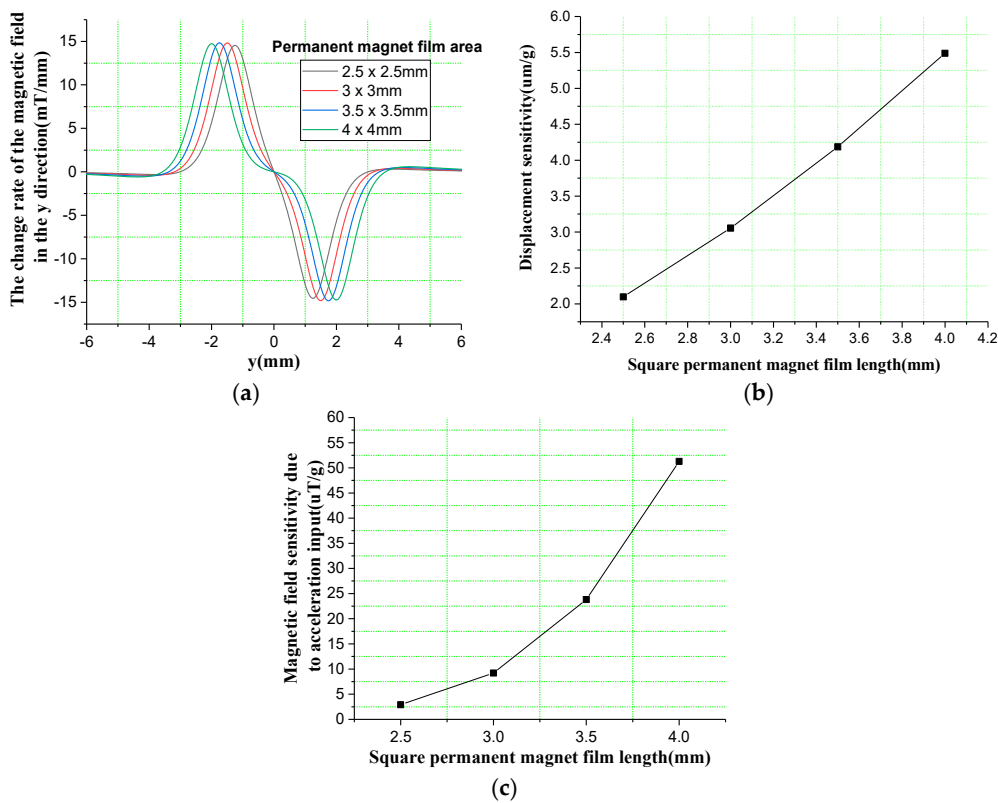 The change rate of the magnetic field
in the y direction(mT/mm)
15
10
5
0
-5
-10
-15
Permanent magnet film area
2.5 x 2.5mm
3 x 3mm
3.5 x 3.5mm
4 x 4mm
-6 -4 -2 0 2 4 6
y(mm)
(a)
Displacement sensitivity(um/g)
6.0
5.5
5.0
4.5
4.0
3.5
3.0
2.5
2.0
2.4 2.6 2.8 3.0 3.2 3.4 3.6 3.8 4.0 4.2
Square permanent magnet film length(mm)
(b)
Magnetic field sensitivity due
to acceleration input(uT/g)
60
55
50
45
40
35
30
25
20
15
10
5
0
2.5 3.0 3.5 4.0
Square permanent magnet film length(mm)
(c)